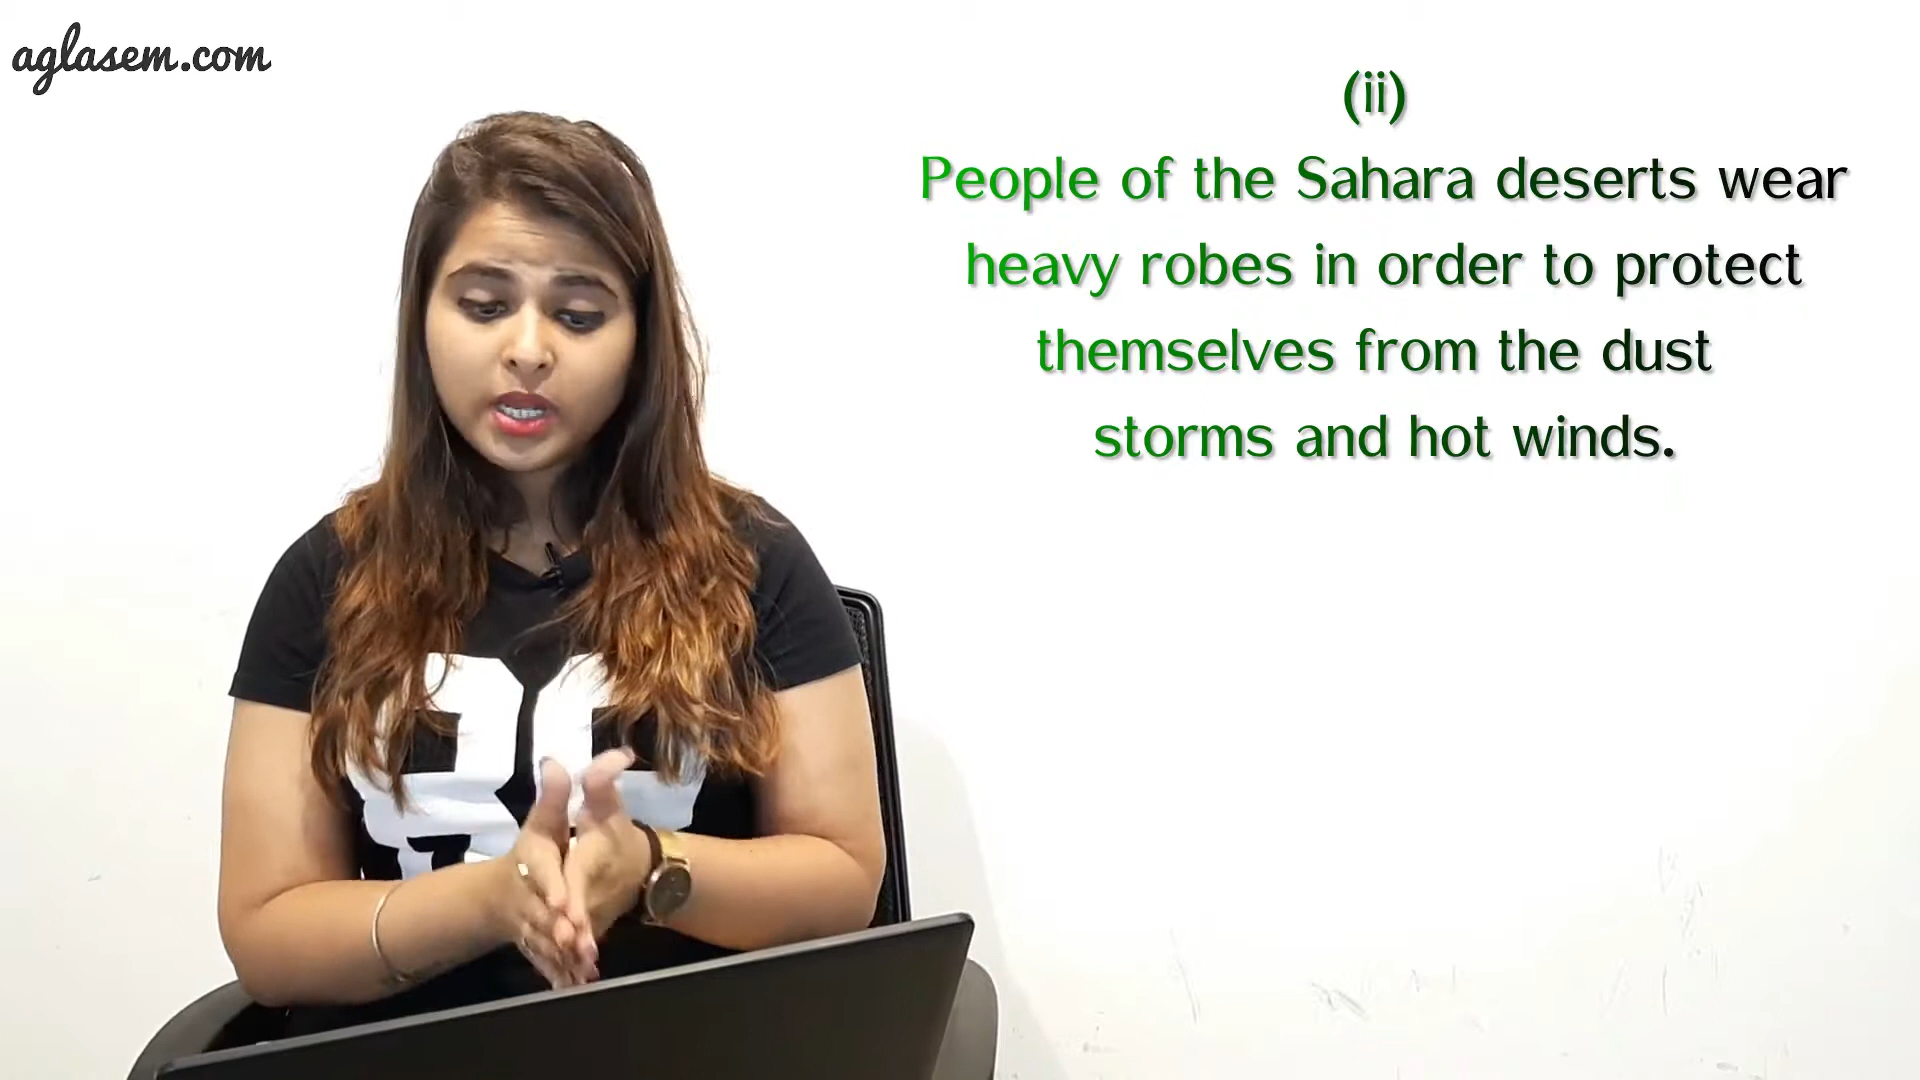 aglasem.com
(ii)
People of the Sahara deserts wear
heavy robes in order to protect
themselves from the dust
storms and hot winds.